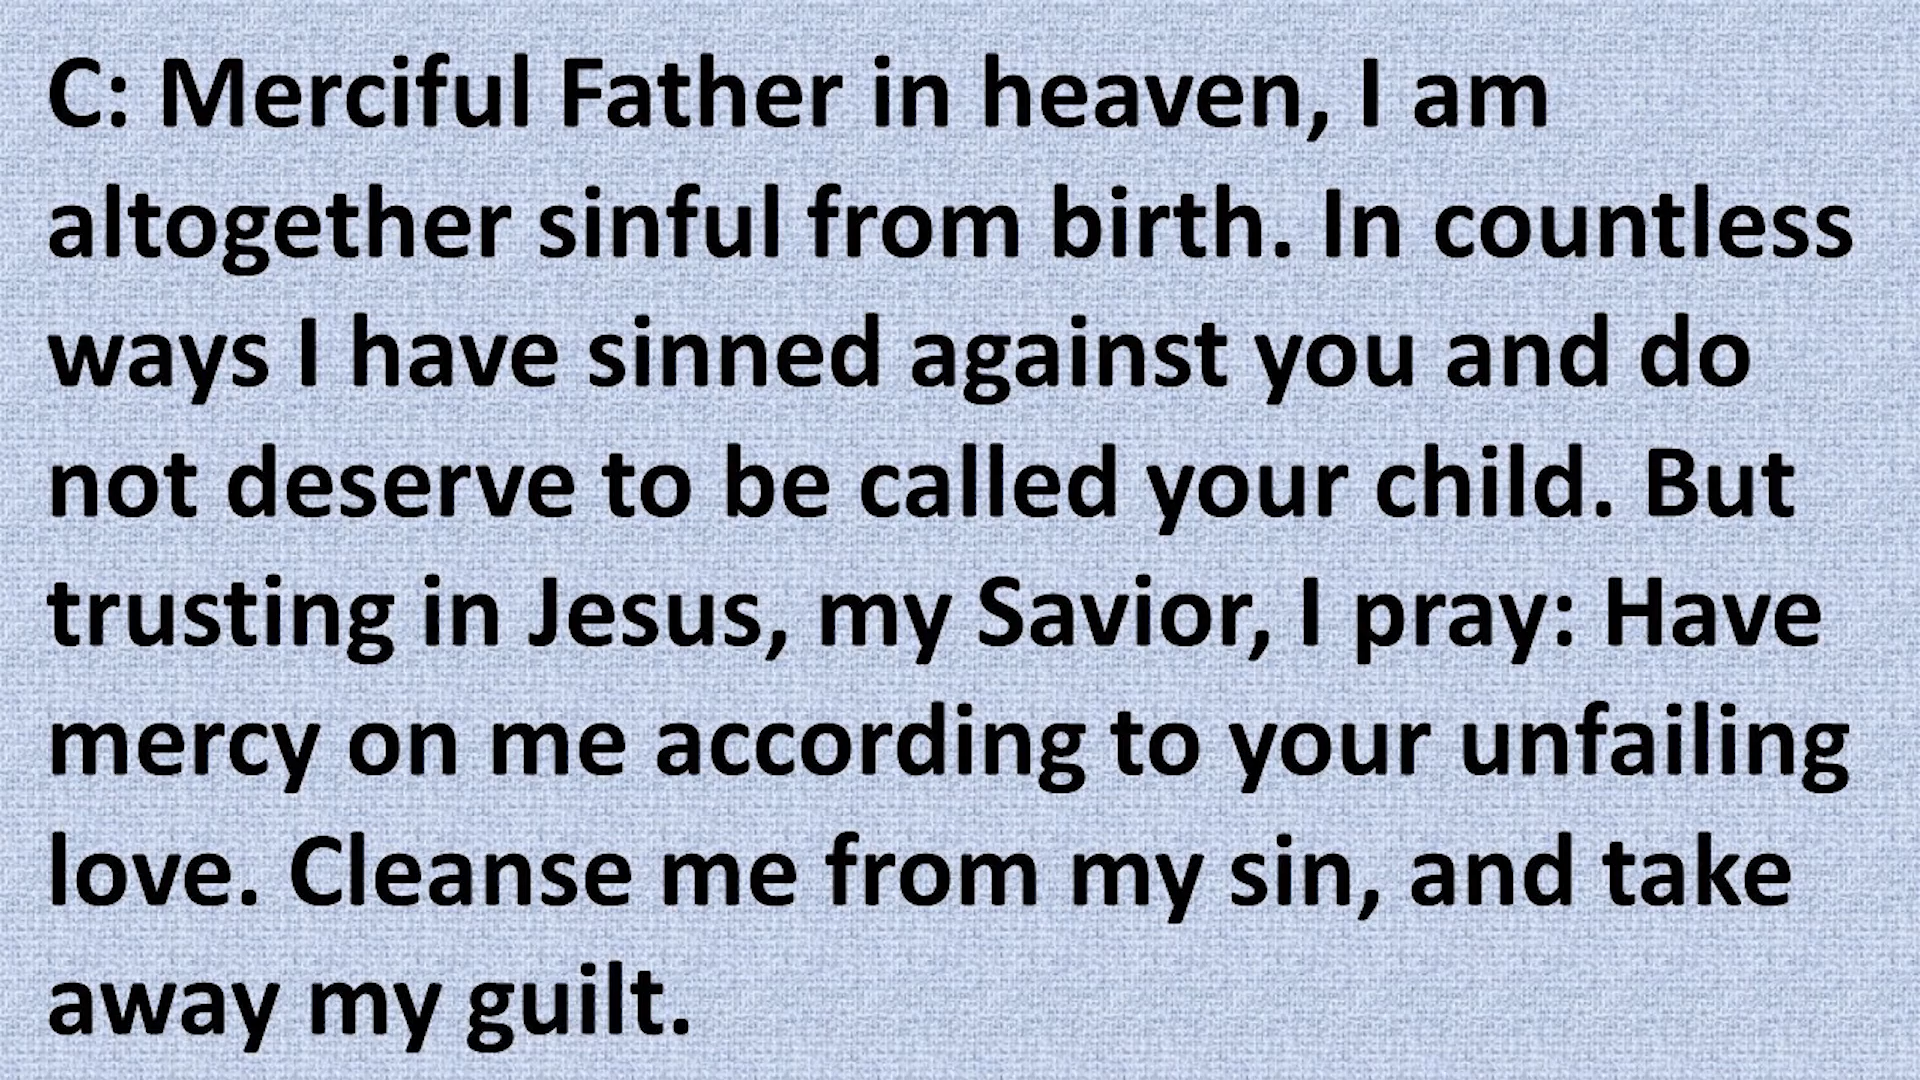 C: Merciful Father in heaven, I am
altogether sinful from birth. In countless
ways I have sinned against you and do
not deserve to be called your child. But
trusting in Jesus, my Savior, I pray: Have
mercy on me according to your unfailing
love. Cleanse me from my sin, and take
away my guilt.